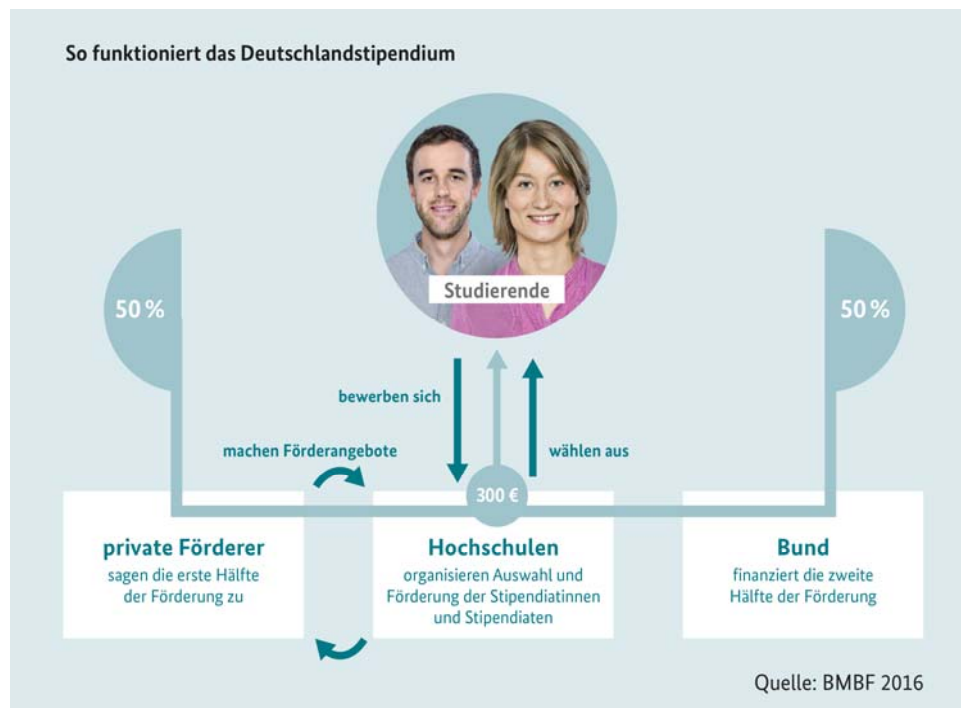 So funktioniert das Deutschlandstipendium
Studierende
50 %
50 %
bewerben sich
machen Förderangebote
wählen aus
300 €
private Förderer
sagen die erste Hälfte
der Förderung zu
Hochschulen
organisieren Auswahl und
Förderung der Stipendiatinnen
und Stipendiaten
Bund
finanziert die zweite
Hälfte der Förderung
Quelle: BMBF 2016